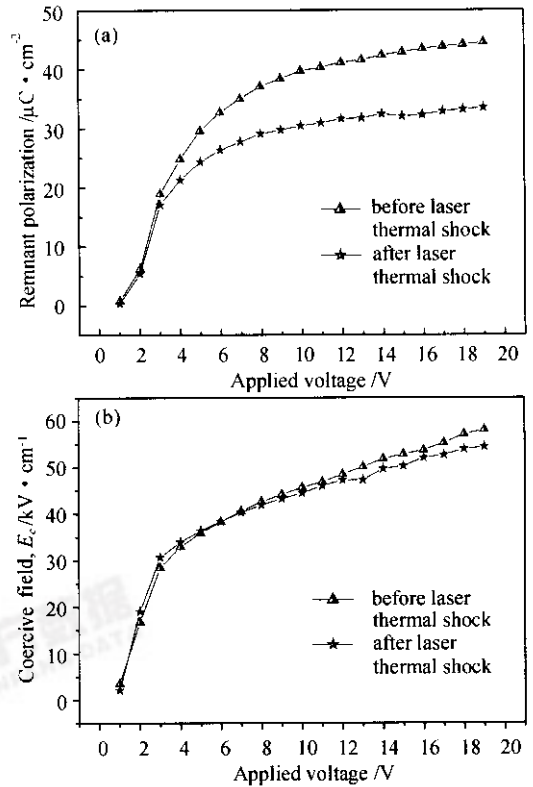 (a)
50
40
30
20
10
0
Remnant polarization /μC • cm⁻²
before laser
thermal shock
after laser
thermal shock
0 2 4 6 8 10 12 14 16 18 20
Applied voltage /V
(b)
60
50
40
30
20
10
0
Coercive field, E_c/kV • cm⁻¹
before laser
thermal shock
after laser
thermal shock
0 2 4 6 8 10 12 14 16 18 20
Applied voltage /V